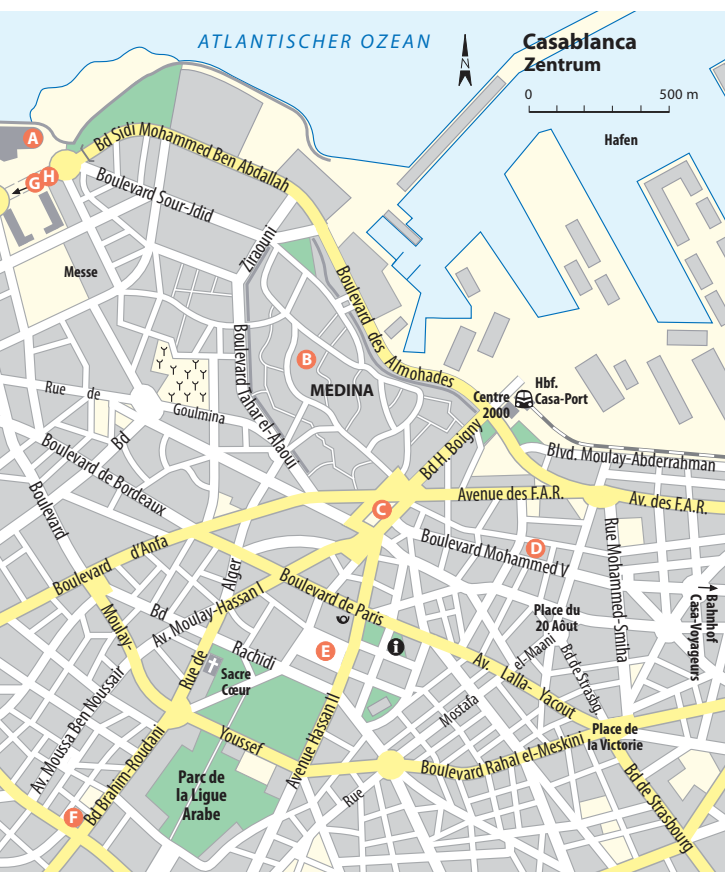 ATLANTISCHER OZEAN
N
Casablanca
Zentrum
0 500 m
Hafen
A
Bd Sidi Mohammed Ben Abdallah
G H
Boulevard Sour-Jdid
Ziraouni
Messe
Boulevard des Almohades
B
MEDINA
Boulevard Taharel-Alaoui
Hbf.
Casa-Port
Centre
2000
Rue de Goulmina
Bd
Bd H. Boigny
Blvd. Moulay-Abderrahman
Boulevard de Bordeaux
Avenue des F.A.R.
Av. des F.A.R.
C
Boulevard
Boulevard Mohammed V
D
Rue Mohammed-Smiha
Boulevard d'Anfa
Alger
Boulevard de Paris
Bahnhof
Casa-Voyageurs
Moulay-
Bd
Av. Moulay-Hassan I
Place du
20 Aôut
Rachidi
E
i
el-Maani
Bd de Strasbg
Rue de
Sacre
Cœur
Av. Lalla-Yacout
Mostafa
Av. Moussa Ben Noussair
Youssef
Avenue Hassan II
Place de
la Victorie
Boulevard Rahal el-Meskini
Parc de
la Ligue
Arabe
Rue
Bd Brahim-Roudani
F
Bd de Strasbourg